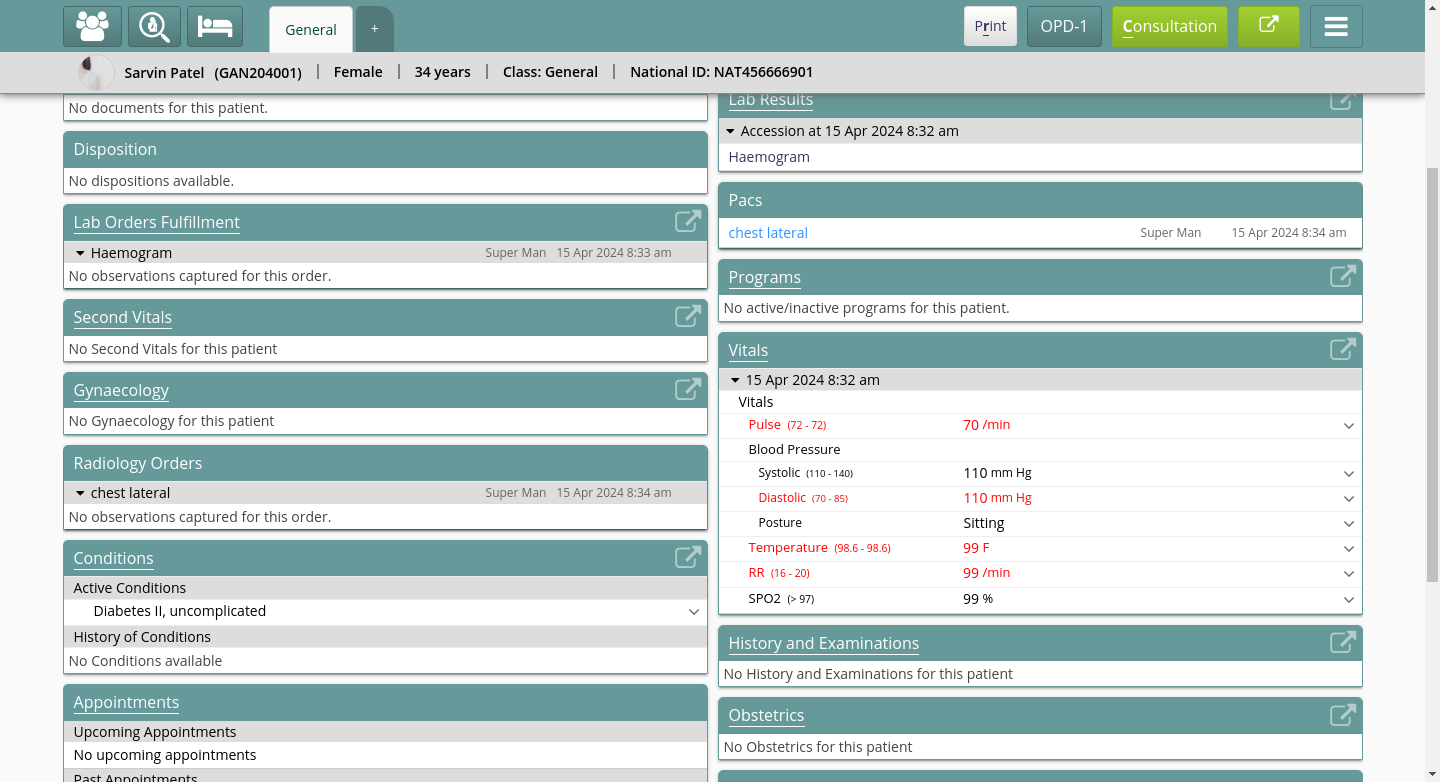 General
+
Print
OPD-1
Consultation
Sarvin Patel (GAN204001) | Female | 34 years | Class: General | National ID: NAT456666901
No documents for this patient.
Disposition
No dispositions available.
Lab Orders Fulfillment
Haemogram Super Man 15 Apr 2024 8:33 am
No observations captured for this order.
Second Vitals
No Second Vitals for this patient
Gynaecology
No Gynaecology for this patient
Radiology Orders
chest lateral Super Man 15 Apr 2024 8:34 am
No observations captured for this order.
Conditions
Active Conditions
Diabetes II, uncomplicated
History of Conditions
No Conditions available
Appointments
Upcoming Appointments
No upcoming appointments
Past Appointments
Lab Results
Accession at 15 Apr 2024 8:32 am
Haemogram
Pacs
chest lateral Super Man 15 Apr 2024 8:34 am
Programs
No active/inactive programs for this patient.
Vitals
15 Apr 2024 8:32 am
Vitals
Pulse (72 - 72) 70 /min
Blood Pressure
Systolic (110 - 140) 110 mm Hg
Diastolic (70 - 85) 110 mm Hg
Posture Sitting
Temperature (98.6 - 98.6) 99 F
RR (16 - 20) 99 /min
SPO2 (> 97) 99 %
History and Examinations
No History and Examinations for this patient
Obstetrics
No Obstetrics for this patient